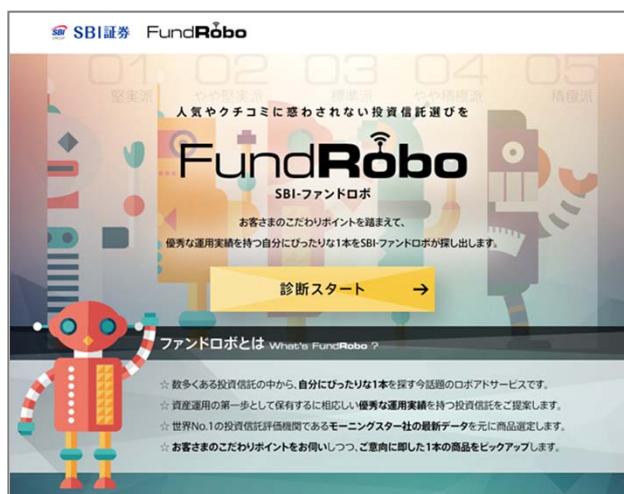 SBI GROUP SBI証券 FundRobo
01 02 03 04 05
堅実派 やや堅実派 標準派 やや積極派 積極派
人気やクチコミに惑わされない投資信託選びを
FundRobo
SBI-ファンドロボ
お客さまのこだわりポイントを踏まえて、
優秀な運用実績を持つ自分にぴったりな1本をSBI-ファンドロボが探し出します。
診断スタート →
ファンドロボとは What's FundRobo ?
☆ 数多くある投資信託の中から、自分にぴったりな1本を探す今話題のロボアドサービスです。
☆ 資産運用の第一歩として保有するに相応しい優秀な運用実績を持つ投資信託をご提案します。
☆ 世界No.1の投資信託評価機関であるモーニングスター社の最新データを元に商品選定します。
☆ お客さまのこだわりポイントをお伺いしつつ、ご意向に即した1本の商品をピックアップします。